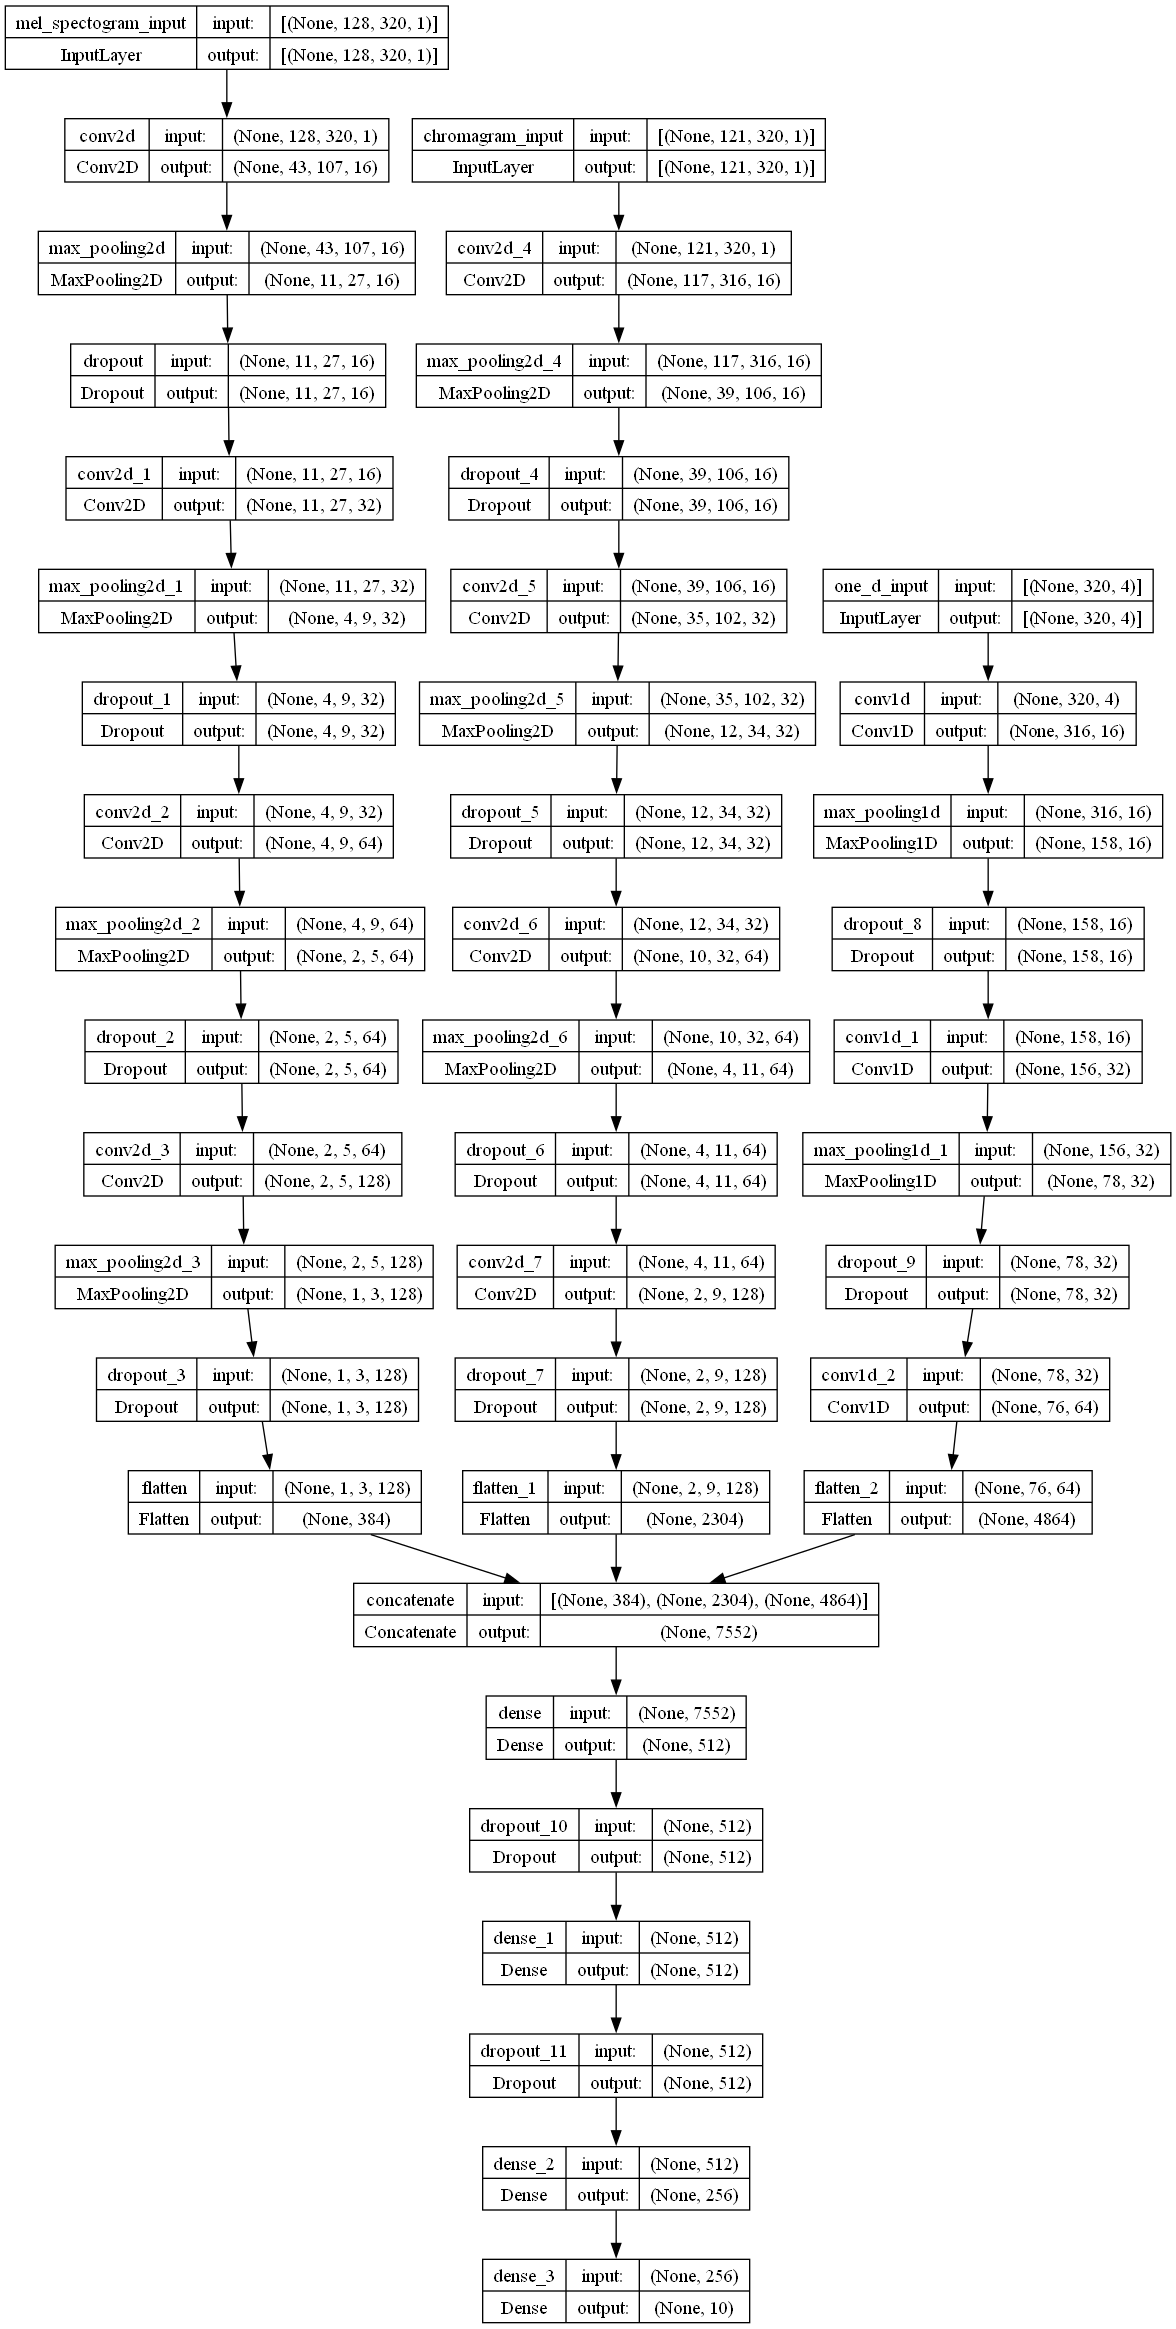 mel_spectogram_input input: [(None, 128, 320, 1)]
InputLayer output: [(None, 128, 320, 1)]
conv2d input: (None, 128, 320, 1)
Conv2D output: (None, 43, 107, 16)
max_pooling2d input: (None, 43, 107, 16)
MaxPooling2D output: (None, 11, 27, 16)
dropout input: (None, 11, 27, 16)
Dropout output: (None, 11, 27, 16)
conv2d_1 input: (None, 11, 27, 16)
Conv2D output: (None, 11, 27, 32)
max_pooling2d_1 input: (None, 11, 27, 32)
MaxPooling2D output: (None, 4, 9, 32)
dropout_1 input: (None, 4, 9, 32)
Dropout output: (None, 4, 9, 32)
conv2d_2 input: (None, 4, 9, 32)
Conv2D output: (None, 4, 9, 64)
max_pooling2d_2 input: (None, 4, 9, 64)
MaxPooling2D output: (None, 2, 5, 64)
dropout_2 input: (None, 2, 5, 64)
Dropout output: (None, 2, 5, 64)
conv2d_3 input: (None, 2, 5, 64)
Conv2D output: (None, 2, 5, 128)
max_pooling2d_3 input: (None, 2, 5, 128)
MaxPooling2D output: (None, 1, 3, 128)
dropout_3 input: (None, 1, 3, 128)
Dropout output: (None, 1, 3, 128)
flatten input: (None, 1, 3, 128)
Flatten output: (None, 384)
chromagram_input input: [(None, 121, 320, 1)]
InputLayer output: [(None, 121, 320, 1)]
conv2d_4 input: (None, 121, 320, 1)
Conv2D output: (None, 117, 316, 16)
max_pooling2d_4 input: (None, 117, 316, 16)
MaxPooling2D output: (None, 39, 106, 16)
dropout_4 input: (None, 39, 106, 16)
Dropout output: (None, 39, 106, 16)
conv2d_5 input: (None, 39, 106, 16)
Conv2D output: (None, 35, 102, 32)
max_pooling2d_5 input: (None, 35, 102, 32)
MaxPooling2D output: (None, 12, 34, 32)
dropout_5 input: (None, 12, 34, 32)
Dropout output: (None, 12, 34, 32)
conv2d_6 input: (None, 12, 34, 32)
Conv2D output: (None, 10, 32, 64)
max_pooling2d_6 input: (None, 10, 32, 64)
MaxPooling2D output: (None, 4, 11, 64)
dropout_6 input: (None, 4, 11, 64)
Dropout output: (None, 4, 11, 64)
conv2d_7 input: (None, 4, 11, 64)
Conv2D output: (None, 2, 9, 128)
dropout_7 input: (None, 2, 9, 128)
Dropout output: (None, 2, 9, 128)
flatten_1 input: (None, 2, 9, 128)
Flatten output: (None, 2304)
one_d_input input: [(None, 320, 4)]
InputLayer output: [(None, 320, 4)]
conv1d input: (None, 320, 4)
Conv1D output: (None, 316, 16)
max_pooling1d input: (None, 316, 16)
MaxPooling1D output: (None, 158, 16)
dropout_8 input: (None, 158, 16)
Dropout output: (None, 158, 16)
conv1d_1 input: (None, 158, 16)
Conv1D output: (None, 156, 32)
max_pooling1d_1 input: (None, 156, 32)
MaxPooling1D output: (None, 78, 32)
dropout_9 input: (None, 78, 32)
Dropout output: (None, 78, 32)
conv1d_2 input: (None, 78, 32)
Conv1D output: (None, 76, 64)
flatten_2 input: (None, 76, 64)
Flatten output: (None, 4864)
concatenate input: [(None, 384), (None, 2304), (None, 4864)]
Concatenate output: (None, 7552)
dense input: (None, 7552)
Dense output: (None, 512)
dropout_10 input: (None, 512)
Dropout output: (None, 512)
dense_1 input: (None, 512)
Dense output: (None, 512)
dropout_11 input: (None, 512)
Dropout output: (None, 512)
dense_2 input: (None, 512)
Dense output: (None, 256)
dense_3 input: (None, 256)
Dense output: (None, 10)